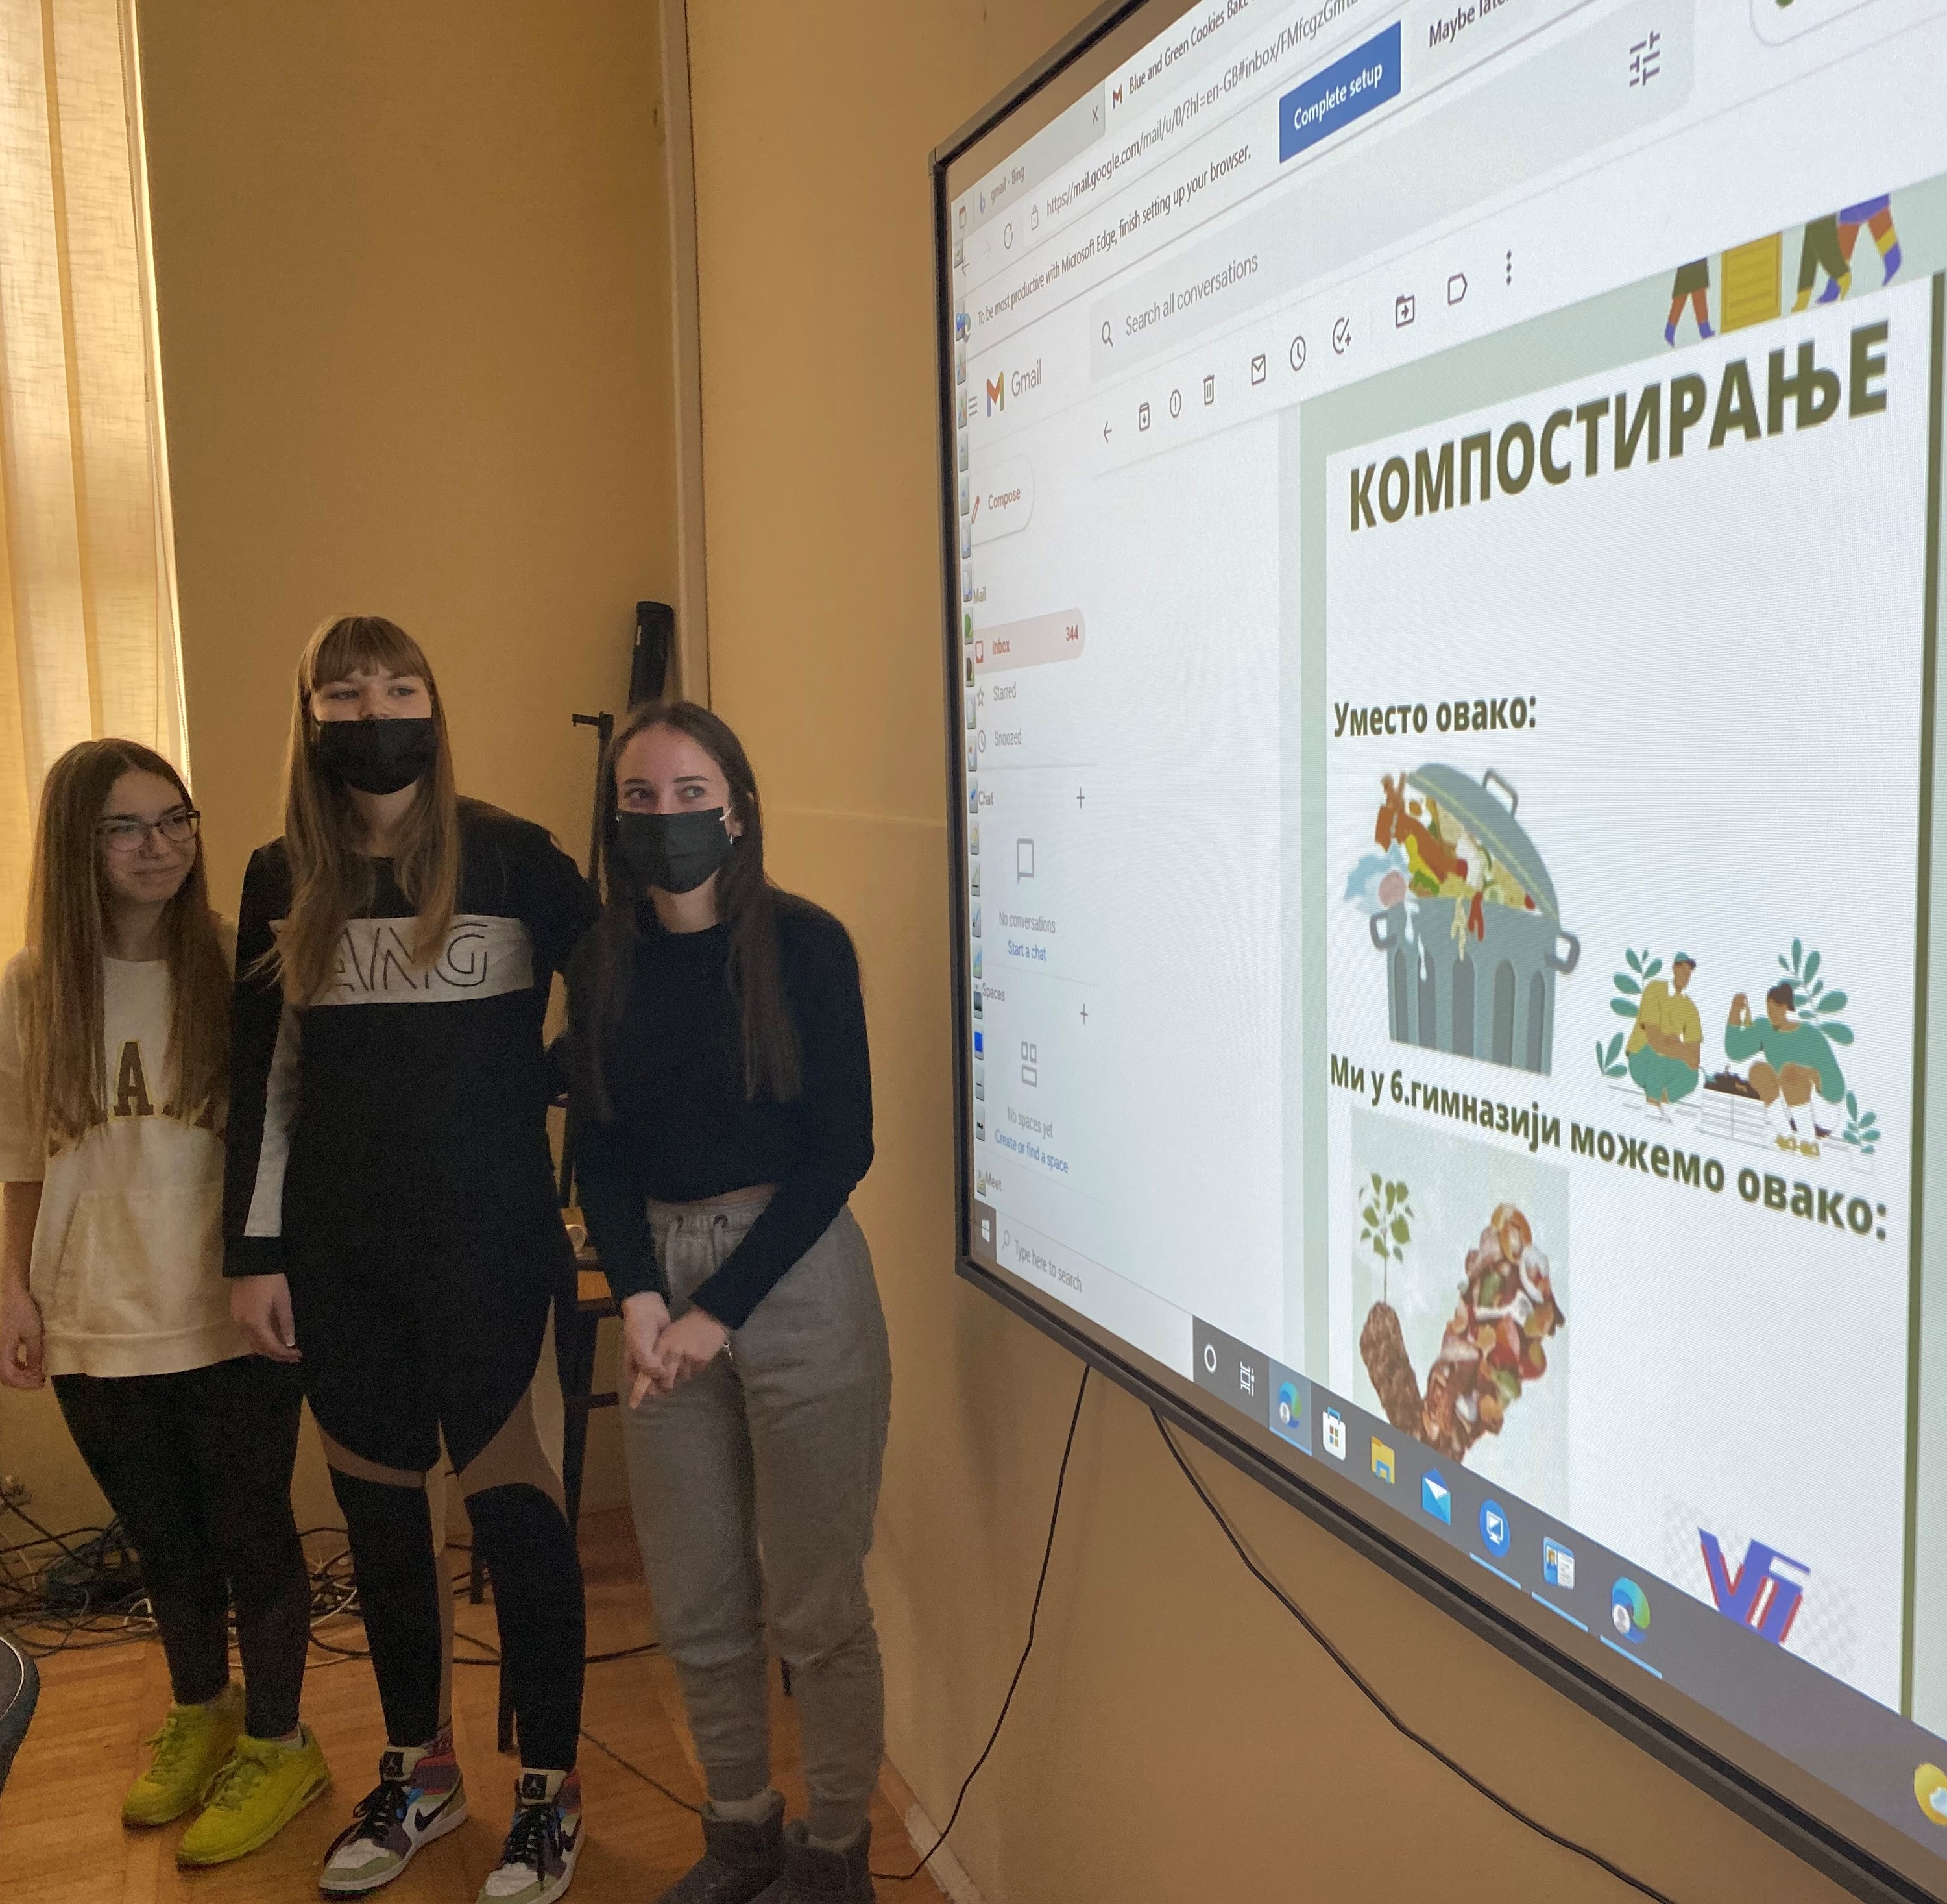 Blue and Green Cookies Bake
gmail - Bing
https://mail.google.com/mail/u/0/?hl=en-GB#inbox/FMfcgzGmt
To be most productive with Microsoft Edge, finish setting up your browser.
Complete setup
Maybe late
Gmail
Search all conversations
Compose
Mail
Inbox 344
Starred
Snoozed
Chat
No conversations
Start a chat
Spaces
No spaces yet
Create or find a space
Meet
Type here to search
КОМПОСТИРАЊЕ
Уместо овако:
Ми у 6.гимназији можемо овако:
ANG
A